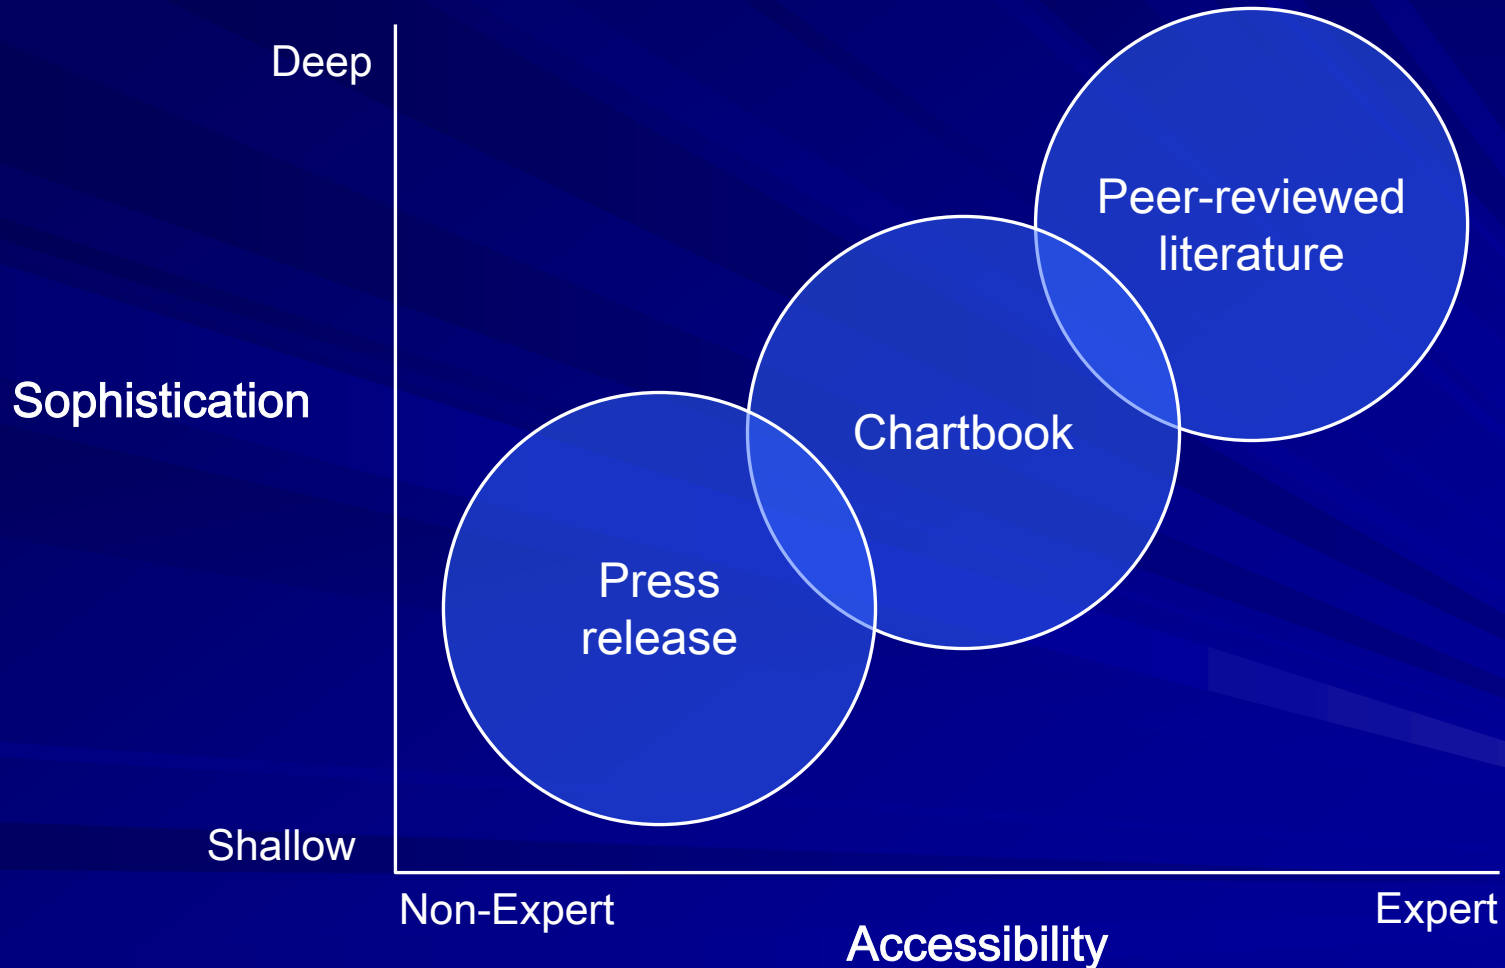 Deep
Peer-reviewed
literature
Sophistication
Chartbook
Press
release
Shallow
Non-Expert
Expert
Accessibility